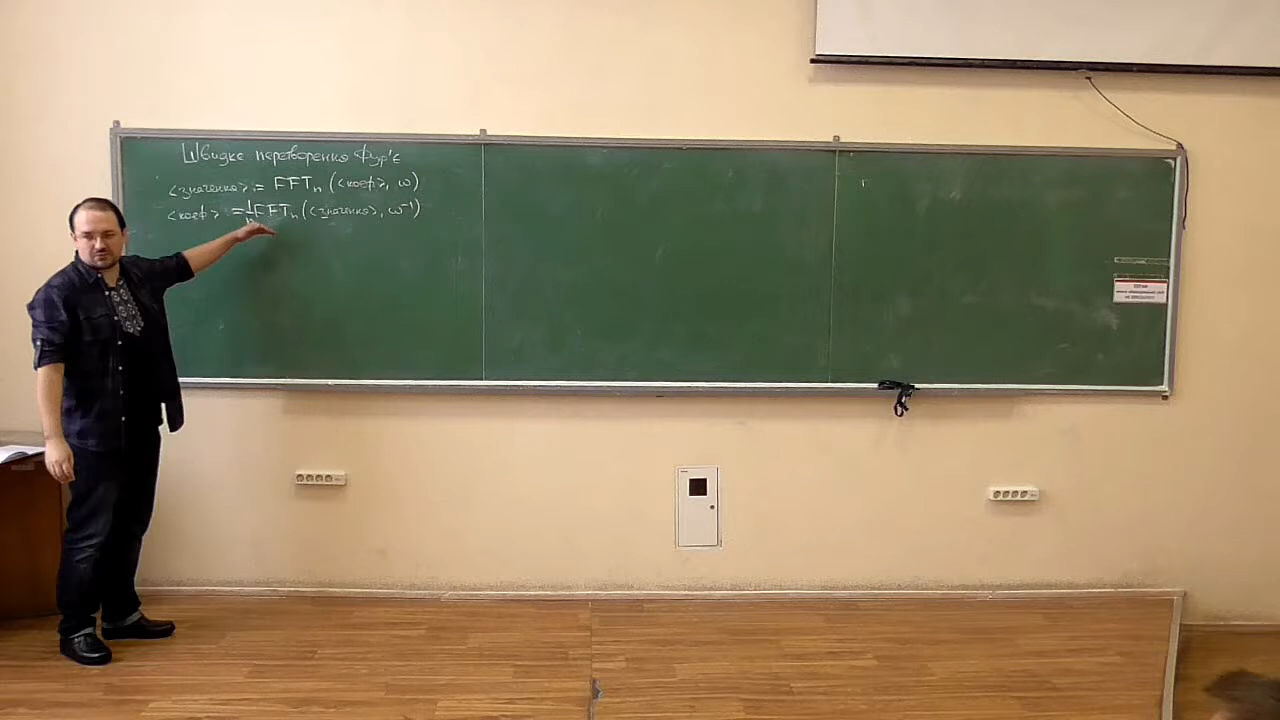 Швидке перетворення Фур'є
<значення> := FFTₙ (<коеф>, ω)
<коеф> := 1/n FFTₙ (<значення>, ω⁻¹)